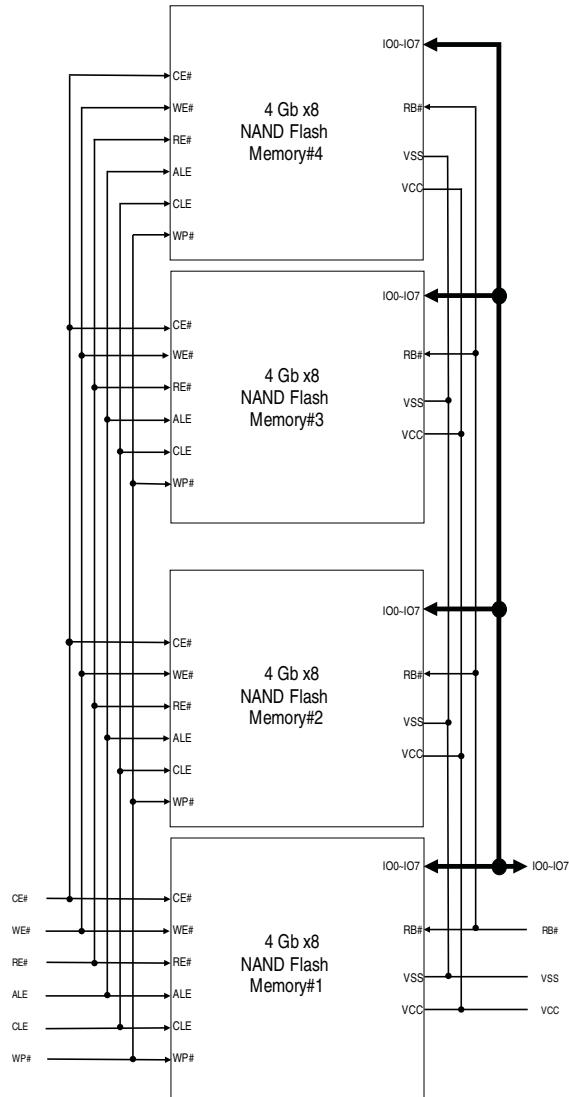 IO0~IO7
CE#
WE#
4 Gb x8
RB#
NAND Flash
RE#
Memory#4
VSS
ALE
VCC
CLE
WP#
IO0~IO7
CE#
WE#
4 Gb x8
RB#
NAND Flash
RE#
Memory#3
VSS
ALE
VCC
CLE
WP#
IO0~IO7
CE#
WE#
4 Gb x8
RB#
NAND Flash
RE#
Memory#2
VSS
ALE
VCC
CLE
WP#
IO0~IO7
IO0~IO7
CE#
CE#
WE#
WE#
4 Gb x8
RB#
RB#
NAND Flash
RE#
RE#
Memory#1
VSS
VSS
ALE
ALE
VCC
VCC
CLE
CLE
WP#
WP#